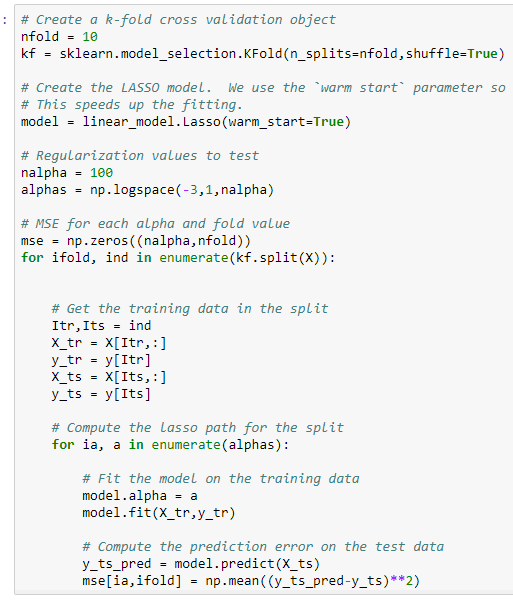 :
# Create a k-fold cross validation object
nfold = 10
kf = sklearn.model_selection.KFold(n_splits=nfold,shuffle=True)
# Create the LASSO model.  We use the `warm start` parameter so
# This speeds up the fitting.
model = linear_model.Lasso(warm_start=True)
# Regularization values to test
nalpha = 100
alphas = np.logspace(-3,1,nalpha)
# MSE for each alpha and fold value
mse = np.zeros((nalpha,nfold))
for ifold, ind in enumerate(kf.split(X)):
    # Get the training data in the split
    Itr,Its = ind
    X_tr = X[Itr,:]
    y_tr = y[Itr]
    X_ts = X[Its,:]
    y_ts = y[Its]
    # Compute the lasso path for the split
    for ia, a in enumerate(alphas):
        # Fit the model on the training data
        model.alpha = a
        model.fit(X_tr,y_tr)
        # Compute the prediction error on the test data
        y_ts_pred = model.predict(X_ts)
        mse[ia,ifold] = np.mean((y_ts_pred-y_ts)**2)